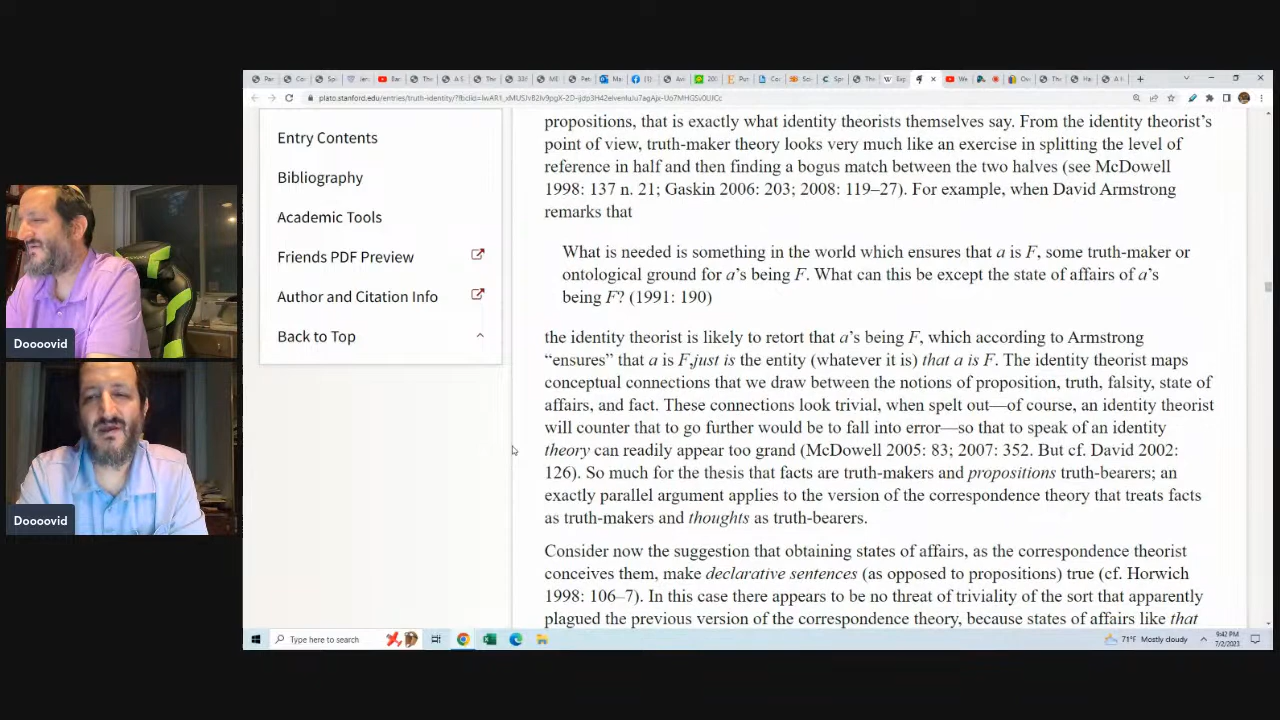 plato.stanford.edu/entries/truth-identity/
Entry Contents
Bibliography
Academic Tools
Friends PDF Preview
Author and Citation Info
Back to Top
propositions, that is exactly what identity theorists themselves say. From the identity theorist's
point of view, truth-maker theory looks very much like an exercise in splitting the level of
reference in half and then finding a bogus match between the two halves (see McDowell
1998: 137 n. 21; Gaskin 2006: 203; 2008: 119–27). For example, when David Armstrong
remarks that
What is needed is something in the world which ensures that a is F, some truth-maker or
ontological ground for a's being F. What can this be except the state of affairs of a's
being F? (1991: 190)
the identity theorist is likely to retort that a's being F, which according to Armstrong
“ensures” that a is F,just is the entity (whatever it is) that a is F. The identity theorist maps
conceptual connections that we draw between the notions of proposition, truth, falsity, state of
affairs, and fact. These connections look trivial, when spelt out—of course, an identity theorist
will counter that to go further would be to fall into error—so that to speak of an identity
theory can readily appear too grand (McDowell 2005: 83; 2007: 352. But cf. David 2002:
126). So much for the thesis that facts are truth-makers and propositions truth-bearers; an
exactly parallel argument applies to the version of the correspondence theory that treats facts
as truth-makers and thoughts as truth-bearers.
Consider now the suggestion that obtaining states of affairs, as the correspondence theorist
conceives them, make declarative sentences (as opposed to propositions) true (cf. Horwich
1998: 106–7). In this case there appears to be no threat of triviality of the sort that apparently
plagued the previous version of the correspondence theory, because states of affairs like that
Doooovid
Doooovid
Type here to search
71°F Mostly cloudy
9:42 PM
7/2/2023